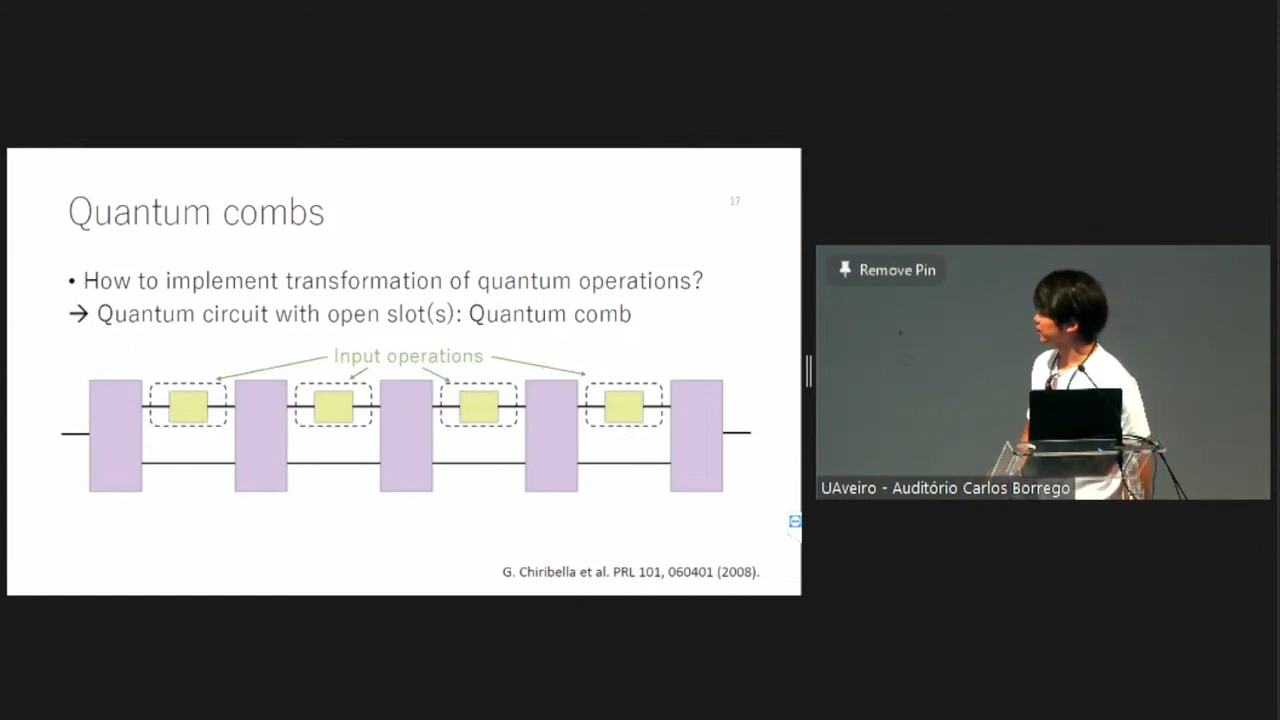 Quantum combs
17
• How to implement transformation of quantum operations?
→ Quantum circuit with open slot(s): Quantum comb
Input operations
G. Chiribella et al. PRL 101, 060401 (2008).
Remove Pin
UAveiro - Auditório Carlos Borrego